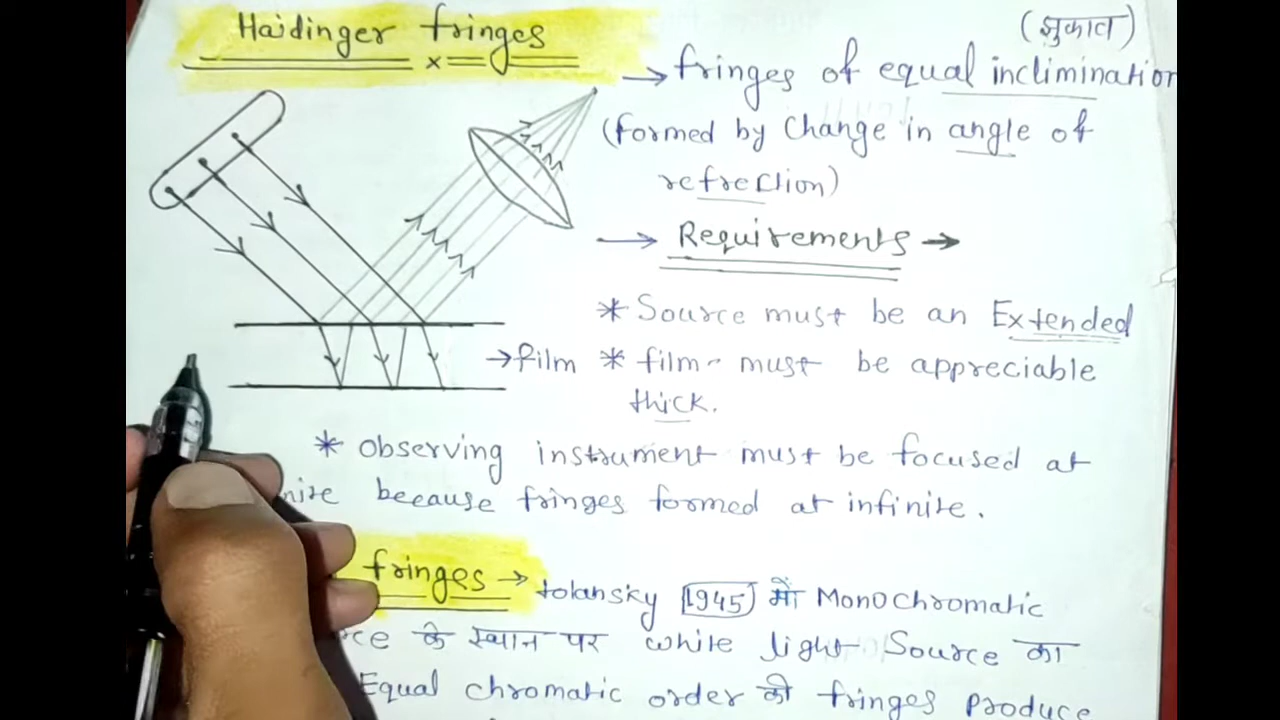 Haidinger fringes
(झुकाव)
→ fringes of equal inclimination
(formed by Change in angle of
refrection)
→ Requirements →
* Source must be an Extended
→ film * film must be appreciable
thick.
* Observing instrument must be focused at
because fringes formed at infinite.
fringes → tolansky 1945 में Monochromatic
के स्थान पर white light Source का
Equal chromatic order की fringes produce